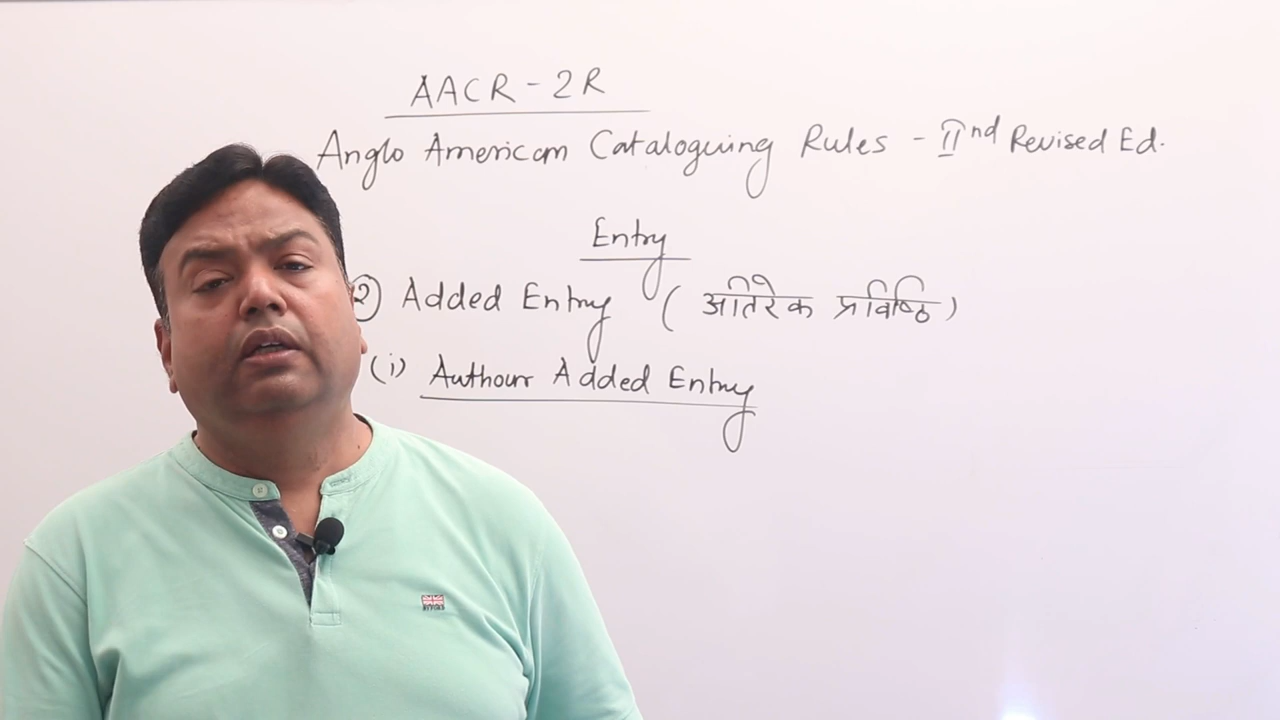 AACR - 2R
Anglo American Cataloguing Rules - IInd Revised Ed.
Entry
② Added Entry ( अतिरेक प्रविष्ठि )
(i) Authour Added Entry